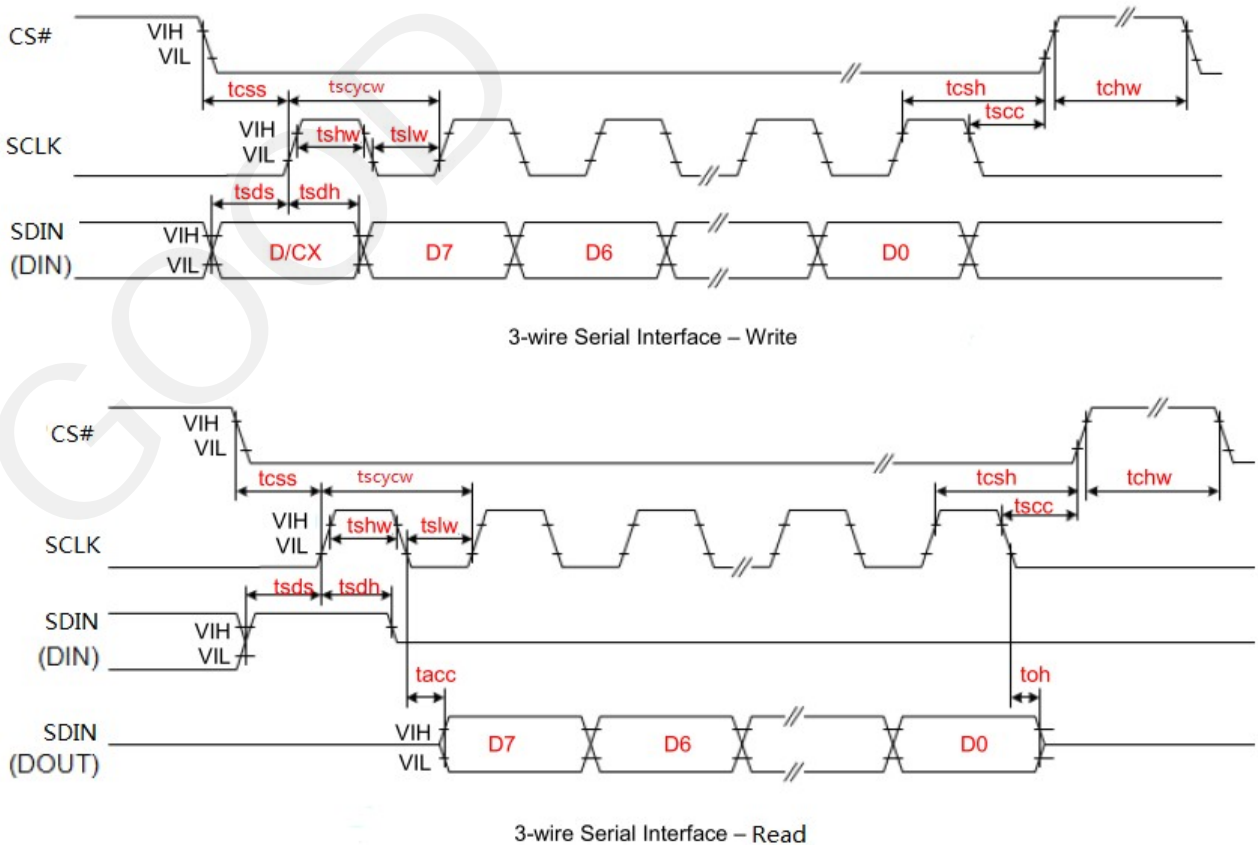 CS#
VIH
VIL
tcss
tscycw
tcsh
tscc
tchw
SCLK
VIH
VIL
tshw
tslw
tsds
tsdh
SDIN
(DIN)
VIH
VIL
D/CX
D7
D6
D0
3-wire Serial Interface – Write
CS#
VIH
VIL
tcss
tscycw
tcsh
tscc
tchw
SCLK
VIH
VIL
tshw
tslw
tsds
tsdh
SDIN
(DIN)
VIH
VIL
tacc
toh
SDIN
(DOUT)
VIH
VIL
D7
D6
D0
3-wire Serial Interface – Read
GOOD